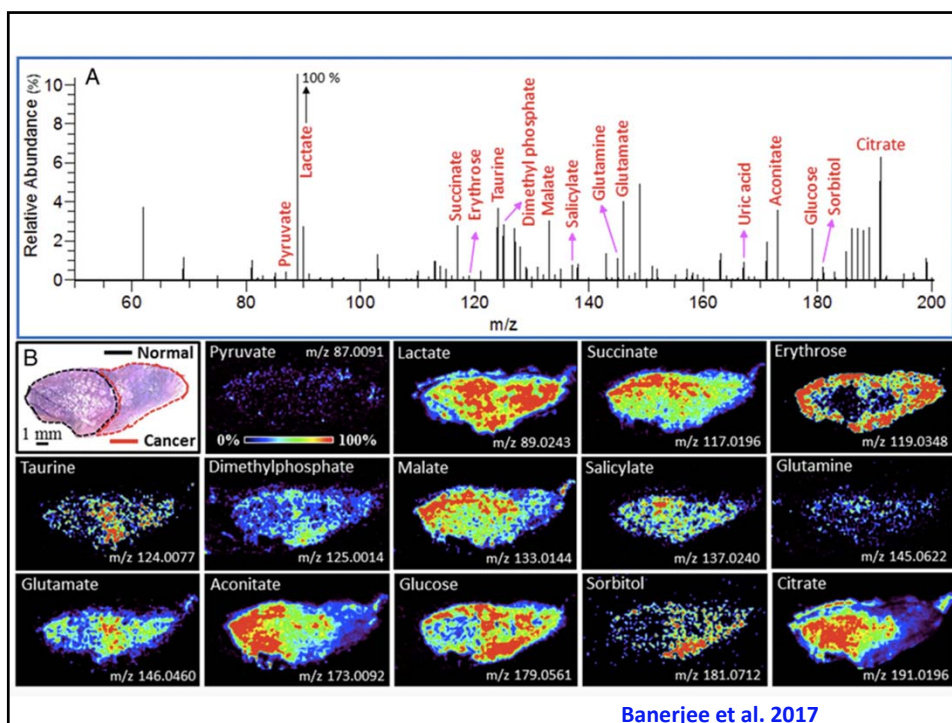 A
Relative Abundance (%)
10
8
6
4
2
0
100 %
Pyruvate
Lactate
Succinate
Erythrose
Taurine
Dimethyl phosphate
Malate
Salicylate
Glutamine
Glutamate
Uric acid
Aconitate
Glucose
Sorbitol
Citrate
60 80 100 120 140 160 180 200
m/z
B
Normal
1 mm
Cancer
Pyruvate m/z 87.0091
0% 100%
Lactate
m/z 89.0243
Succinate
m/z 117.0196
Erythrose
m/z 119.0348
Taurine
m/z 124.0077
Dimethylphosphate
m/z 125.0014
Malate
m/z 133.0144
Salicylate
m/z 137.0240
Glutamine
m/z 145.0622
Glutamate
m/z 146.0460
Aconitate
m/z 173.0092
Glucose
m/z 179.0561
Sorbitol
m/z 181.0712
Citrate
m/z 191.0196
Banerjee et al. 2017